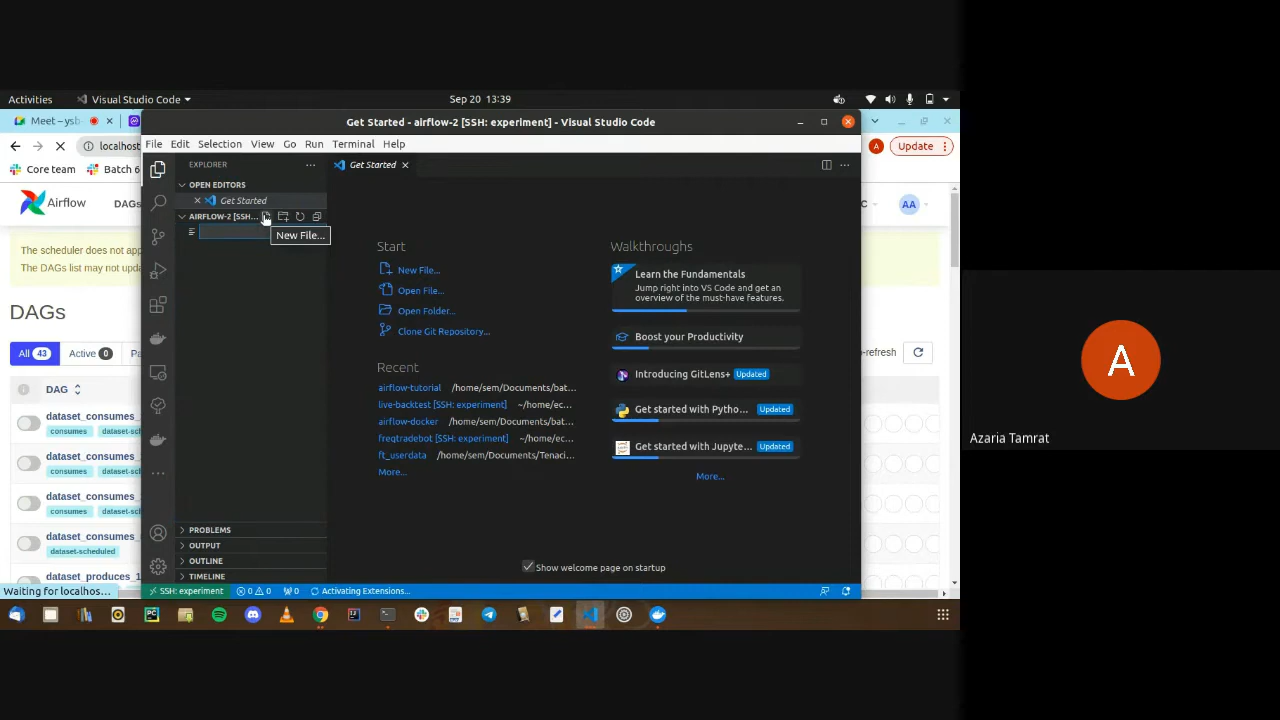 Activities
Visual Studio Code
Sep 20 13:39
Meet – ysb
Get Started - airflow-2 [SSH: experiment] - Visual Studio Code
File Edit Selection View Go Run Terminal Help
localhost
A
Update
Core team
Batch 6
EXPLORER
Get Started
OPEN EDITORS
Get Started
AIRFLOW-2 [SSH...
New File...
Airflow
DAGs
C
AA
The scheduler does not app
The DAGs list may not upda
DAGs
All 43
Active 0
Pa
-refresh
DAG
dataset_consumes_
consumes
dataset-sch
dataset_consumes_
consumes
dataset-sch
dataset_consumes_
consumes
dataset-sch
dataset_consumes_
dataset-scheduled
dataset_produces_1
Start
New File...
Open File...
Open Folder...
Clone Git Repository...
Recent
airflow-tutorial /home/sem/Documents/bat...
live-backtest [SSH: experiment] ~/home/ec...
airflow-docker /home/sem/Documents/bat...
freqtradebot [SSH: experiment] ~/home/ec...
ft_userdata /home/sem/Documents/Tenaci...
More...
Walkthroughs
Learn the Fundamentals
Jump right into VS Code and get an
overview of the must-have features.
Boost your Productivity
Introducing GitLens+ Updated
Get started with Pytho... Updated
Get started with Jupyte... Updated
More...
Show welcome page on startup
PROBLEMS
OUTPUT
OUTLINE
TIMELINE
Waiting for localhos...
SSH: experiment
0 0
0
Activating Extensions...
PC
A
Azaria Tamrat